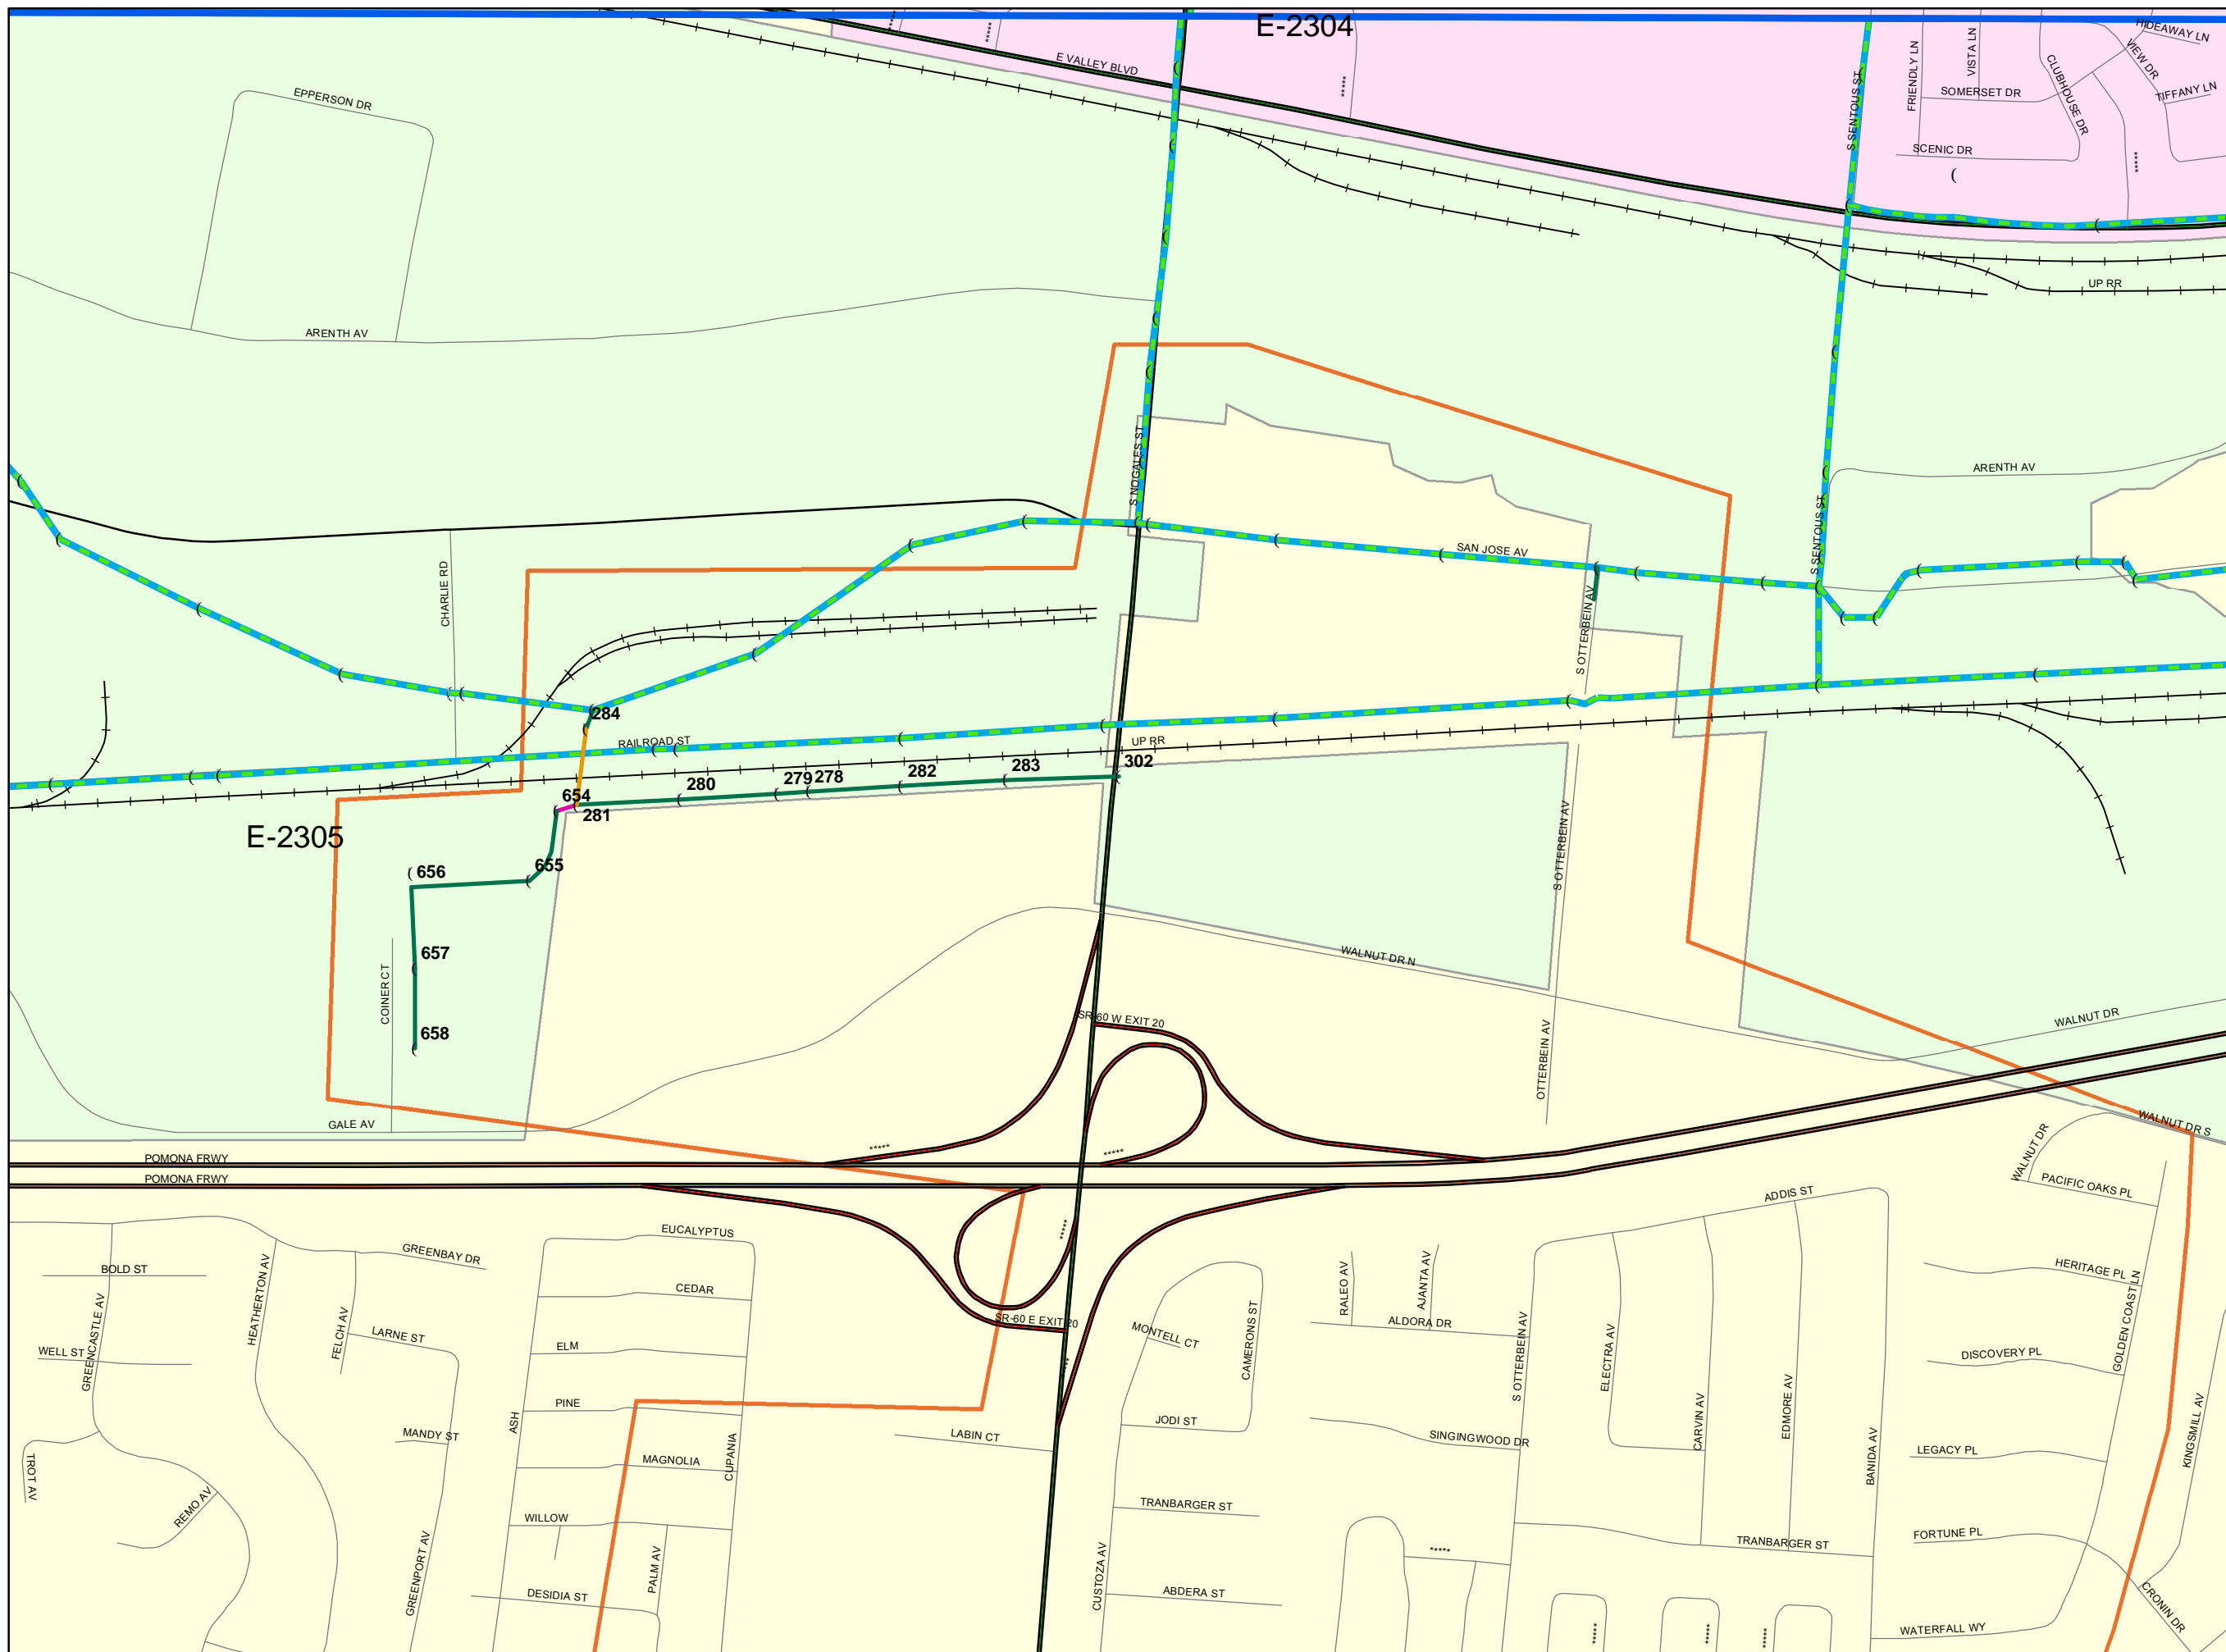 E-2304
HIDEAWAY LN
E VALLEY BLVD
FRIENDLY LN
VISTA LN
VIEW DR
CLUBHOUSE DR
SOMERSET DR
TIFFANY LN
EPPERSON DR
S SENTOUS ST
SCENIC DR
UP RR
ARENTH AV
S NOGALES ST
ARENTH AV
SAN JOSE AV
S SENTOUS ST
CHARLIE RD
S OTTERBEIN AV
284
RAILROAD ST
UP RR
302
283
282
279
278
280
654
281
E-2305
S OTTERBEIN AV
655
656
657
WALNUT DR N
COINER CT
658
SR-60 W EXIT 20
WALNUT DR
OTTERBEIN AV
GALE AV
WALNUT DR S
WALNUT DR
*****
*****
POMONA FRWY
POMONA FRWY
PACIFIC OAKS PL
ADDIS ST
EUCALYPTUS
*****
GREENBAY DR
BOLD ST
HERITAGE PL
CEDAR
RALEO AV
AJANTA AV
GREENCASTLE AV
HEATHERTON AV
FELCH AV
LARNE ST
SR-60 E EXIT 20
MONTELL CT
CAMERONS ST
ALDORA DR
S OTTERBEIN AV
ELECTRA AV
GOLDEN COAST LN
WELL ST
ELM
DISCOVERY PL
PINE
ASH
JODI ST
CARVIN AV
EDMORE AV
KINGSMILL AV
MANDY ST
LABIN CT
SINGINGWOOD DR
BANIDA AV
LEGACY PL
TROT AV
MAGNOLIA
CUPANIA
REMO AV
TRANBARGER ST
WILLOW
FORTUNE PL
TRANBARGER ST
*****
GREENPORT AV
PALM AV
CUSTOZA AV
DESIDIA ST
ABDERA ST
CRONIN DR
WATERFALL WY
*****
*****
*****